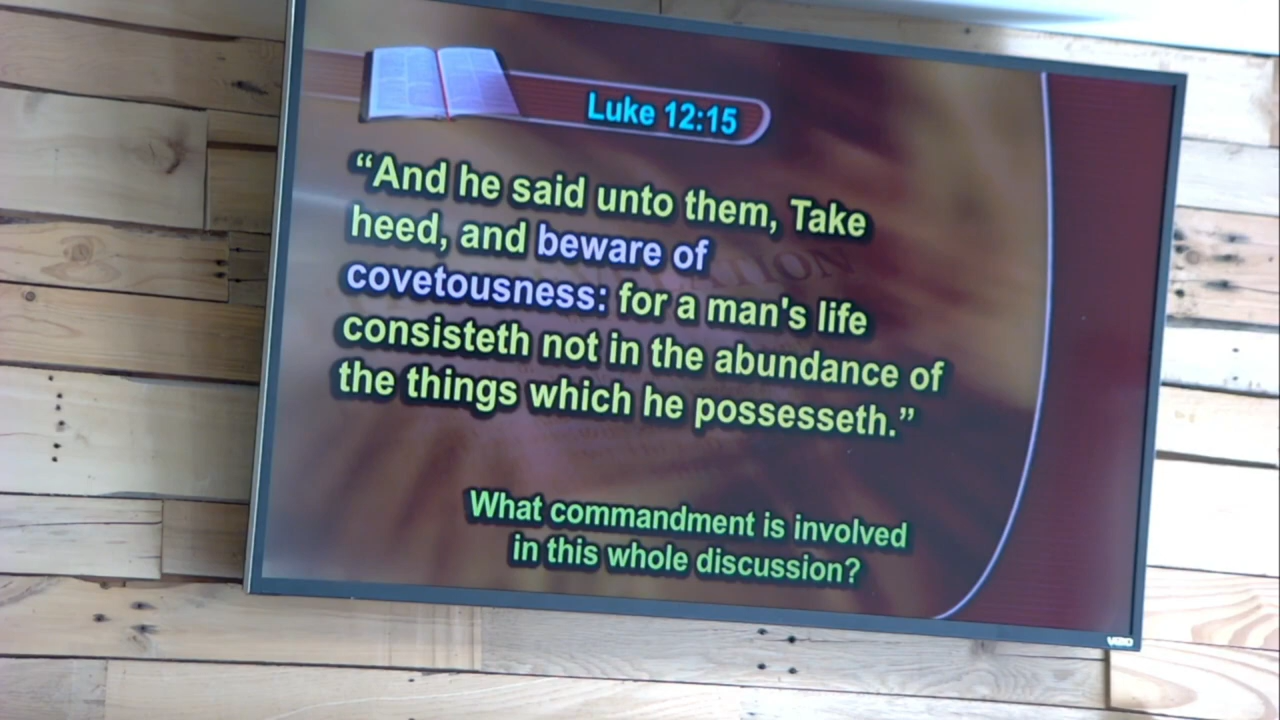 Luke 12:15
“And he said unto them, Take
heed, and beware of
covetousness: for a man's life
consisteth not in the abundance of
the things which he possesseth.”
What commandment is involved
in this whole discussion?
VIZIO